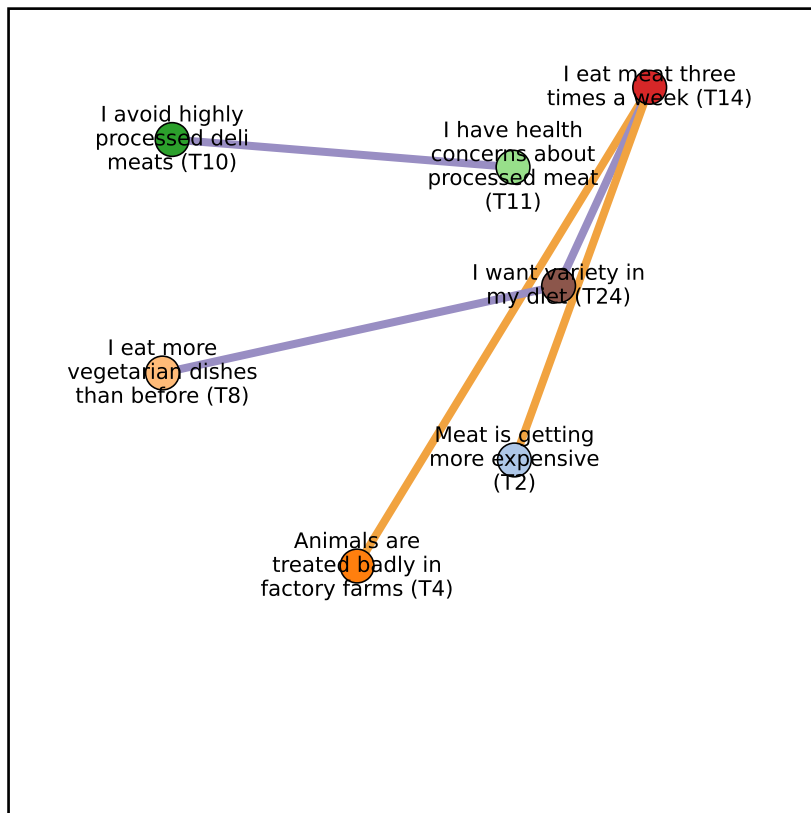 I eat meat three
times a week (T14)
I avoid highly
processed deli
meats (T10)
I have health
concerns about
processed meat
(T11)
I want variety in
my diet (T24)
I eat more
vegetarian dishes
than before (T8)
Meat is getting
more expensive
(T2)
Animals are
treated badly in
factory farms (T4)